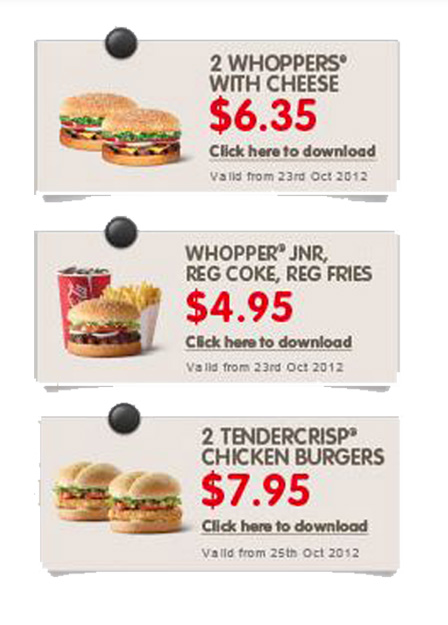 2 WHOPPERS®
WITH CHEESE
$6.35
Click here to download
Valid from 23rd Oct 2012
WHOPPER® JNR,
REG COKE, REG FRIES
$4.95
Click here to download
Valid from 23rd Oct 2012
2 TENDERCRISP®
CHICKEN BURGERS
$7.95
Click here to download
Valid from 25th Oct 2012